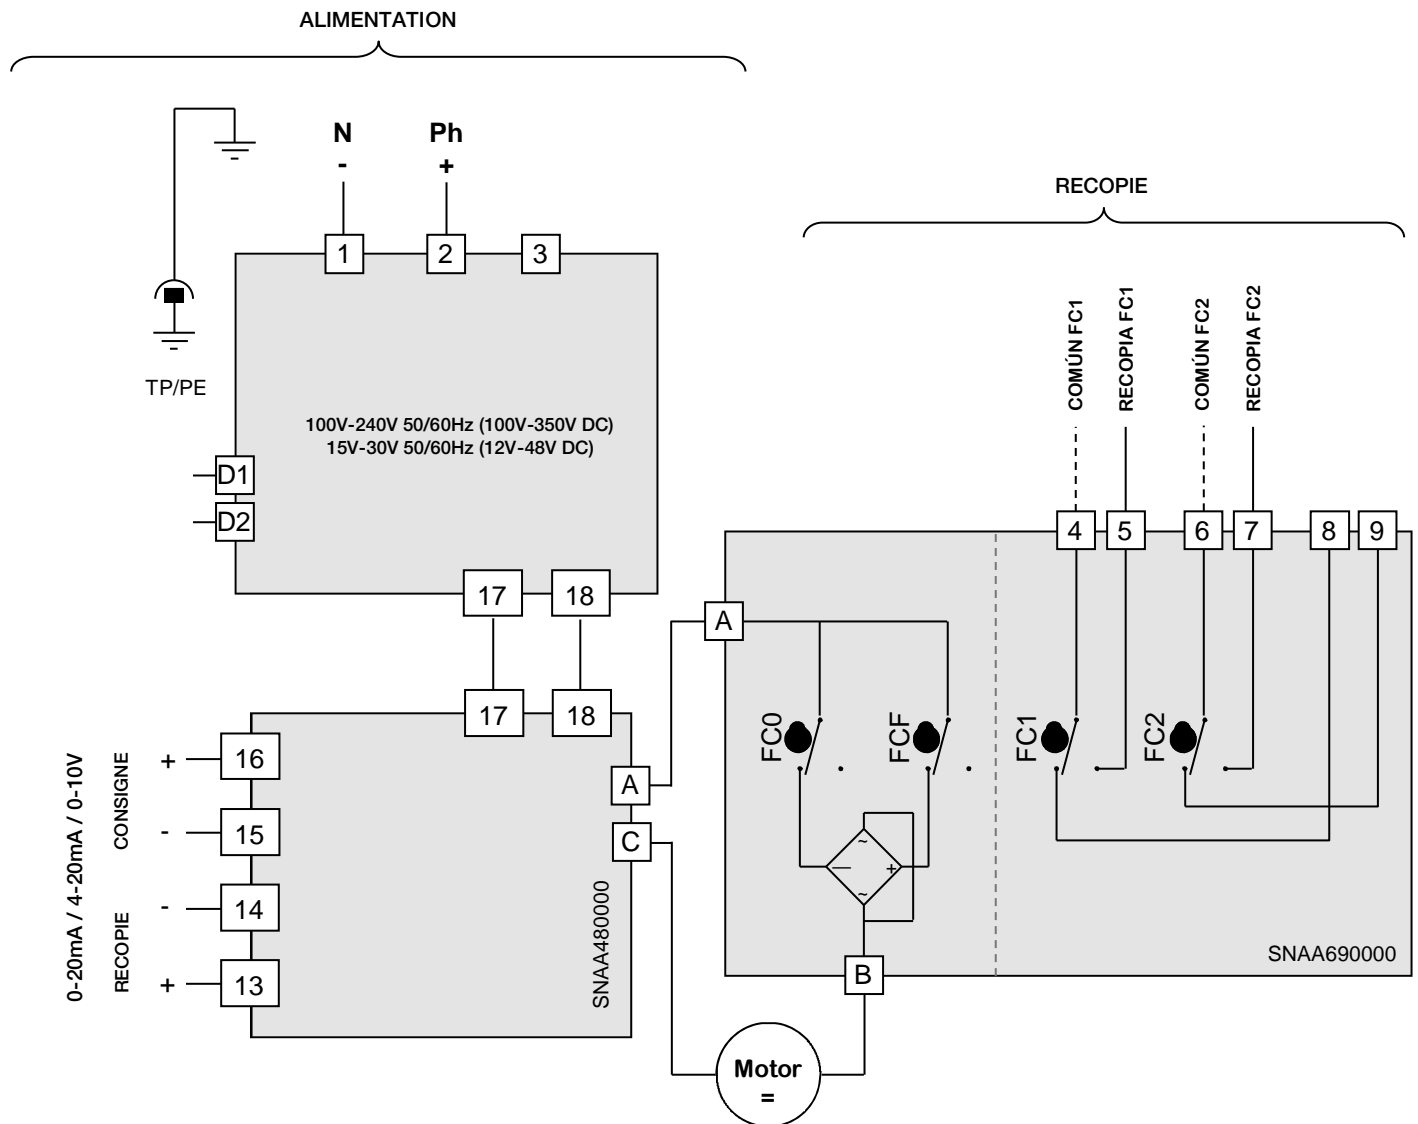 ALIMENTATION
N
Ph
-
+
RECOPIE
1
2
3
TP/PE
COMÚN FC1
RECOPIA FC1
COMÚN FC2
RECOPIA FC2
100V-240V 50/60Hz (100V-350V DC)
15V-30V 50/60Hz (12V-48V DC)
D1
D2
4
5
6
7
8
9
17
18
A
17
18
FC0
FCF
FC1
FC2
0-20mA / 4-20mA / 0-10V
CONSIGNE
+
16
-
15
RECOPIE
-
14
+
13
A
C
SNAA480000
~
—
+
~
SNAA690000
B
Motor
=